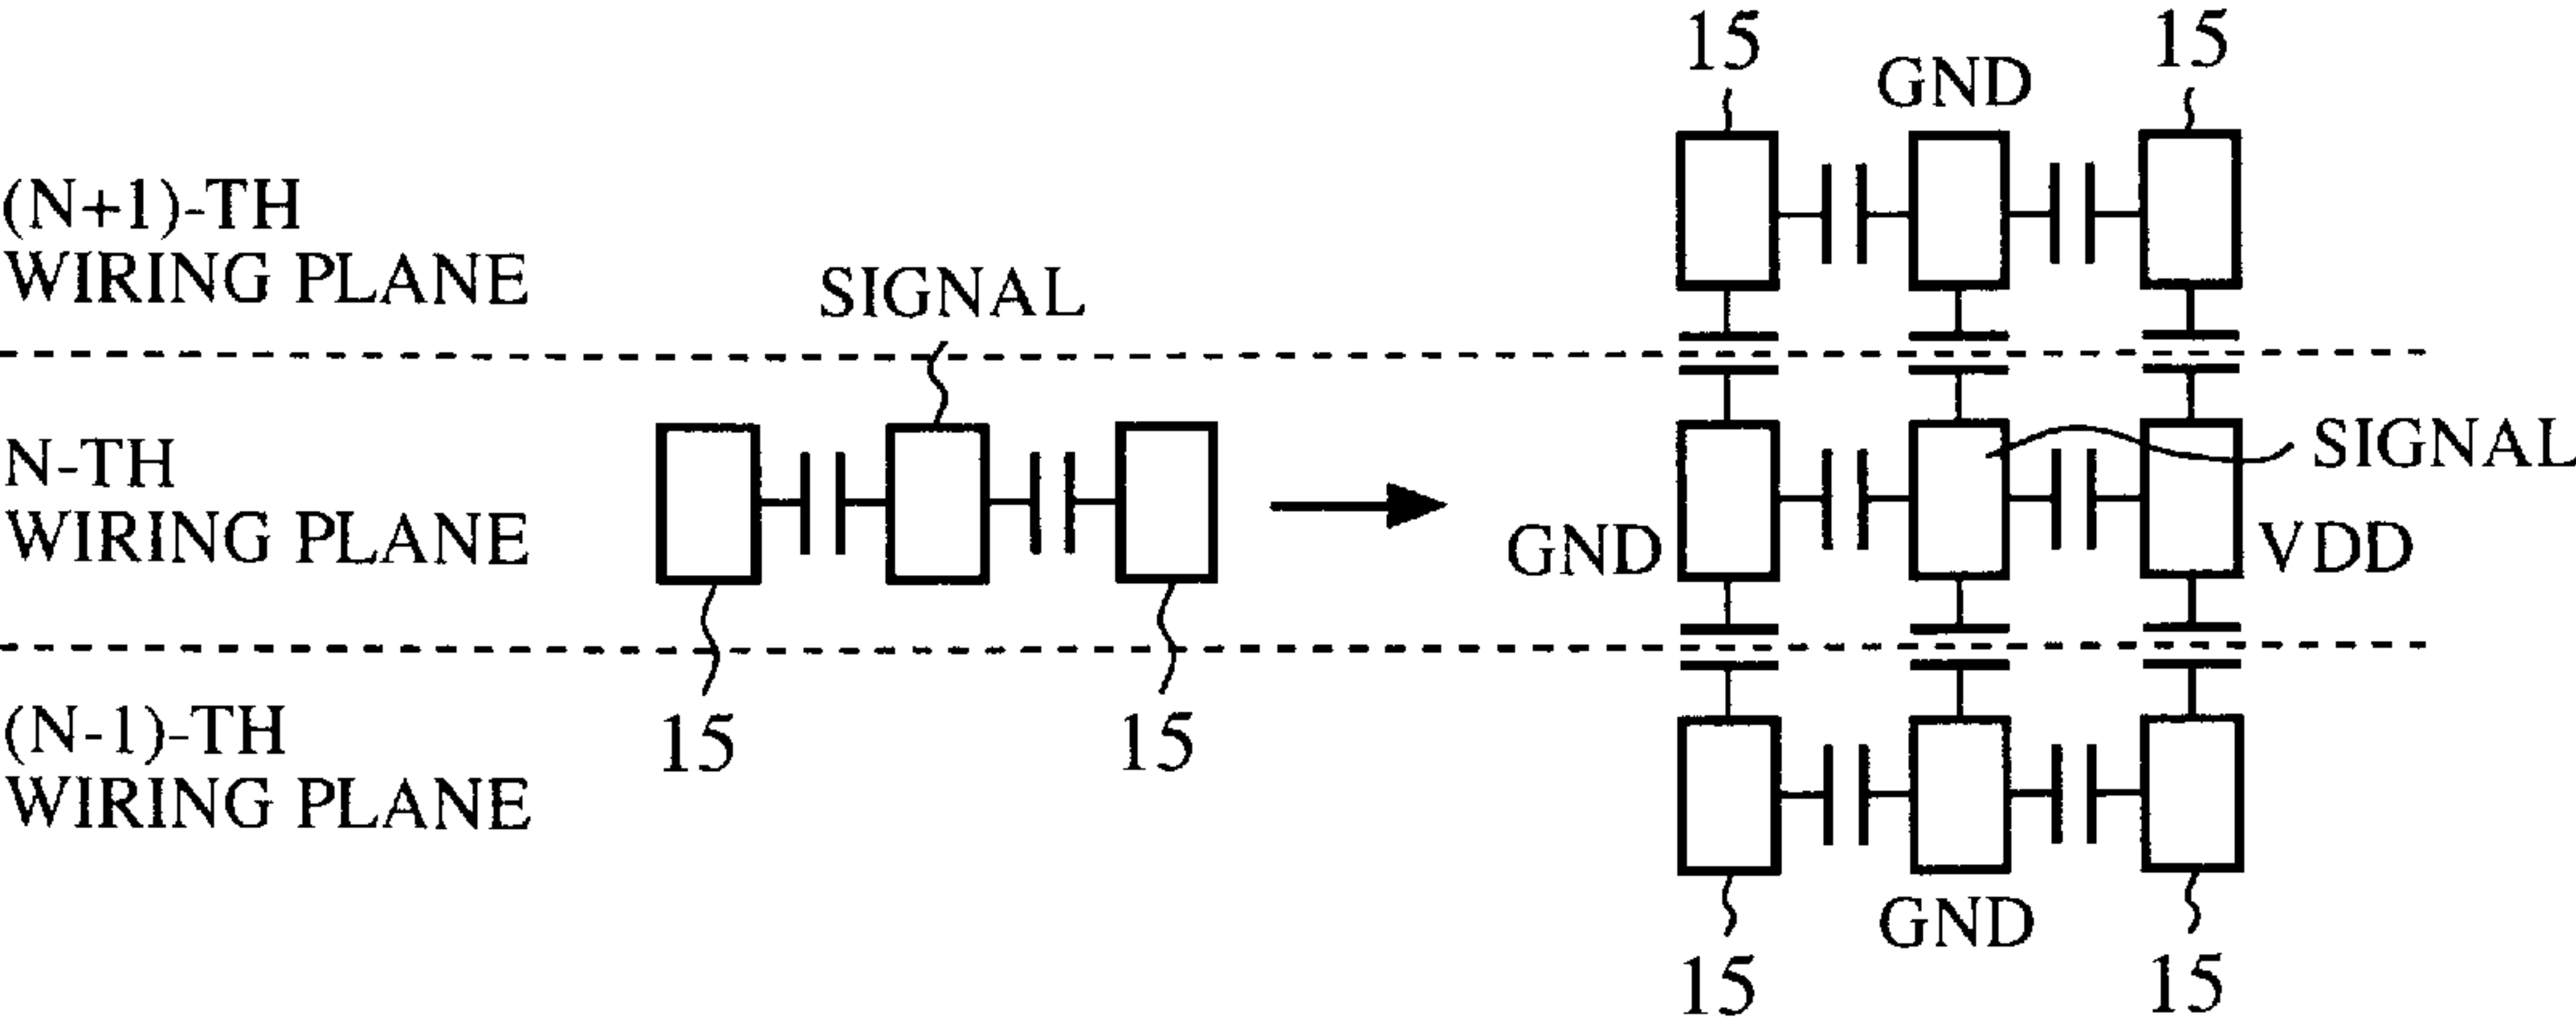 15
15
GND
(N+1)-TH
WIRING PLANE
SIGNAL
N-TH
WIRING PLANE
SIGNAL
GND
VDD
(N-1)-TH
WIRING PLANE
15
15
GND
15
15